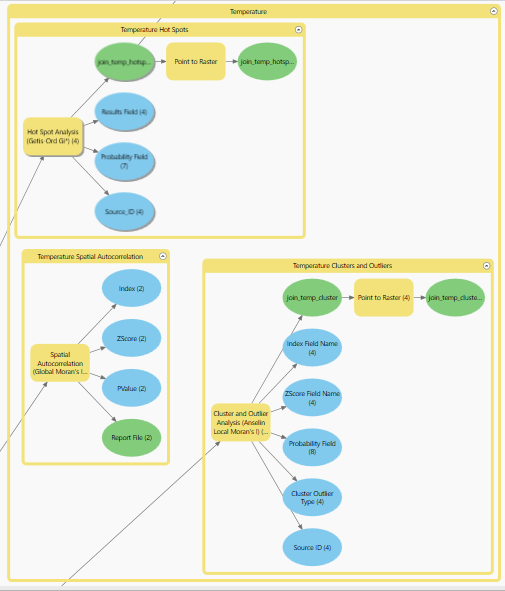 Temperature
Temperature Hot Spots
join_temp_hotsp...
Point to Raster
join_temp_hotsp...
Hot Spot Analysis
(Getis-Ord Gi*) (4)
Results Field (4)
Probability Field
(7)
Source_ID (4)
Temperature Spatial Autocorrelation
Index (2)
ZScore (2)
Spatial
Autocorrelation
(Global Moran's I...
PValue (2)
Report File (2)
Temperature Clusters and Outliers
join_temp_cluster
Point to Raster (4)
join_temp_cluste...
Index Field Name
(4)
ZScore Field Name
(4)
Cluster and Outlier
Analysis (Anselin
Local Moran's I) (...
Probability Field
(8)
Cluster Outlier
Type (4)
Source ID (4)